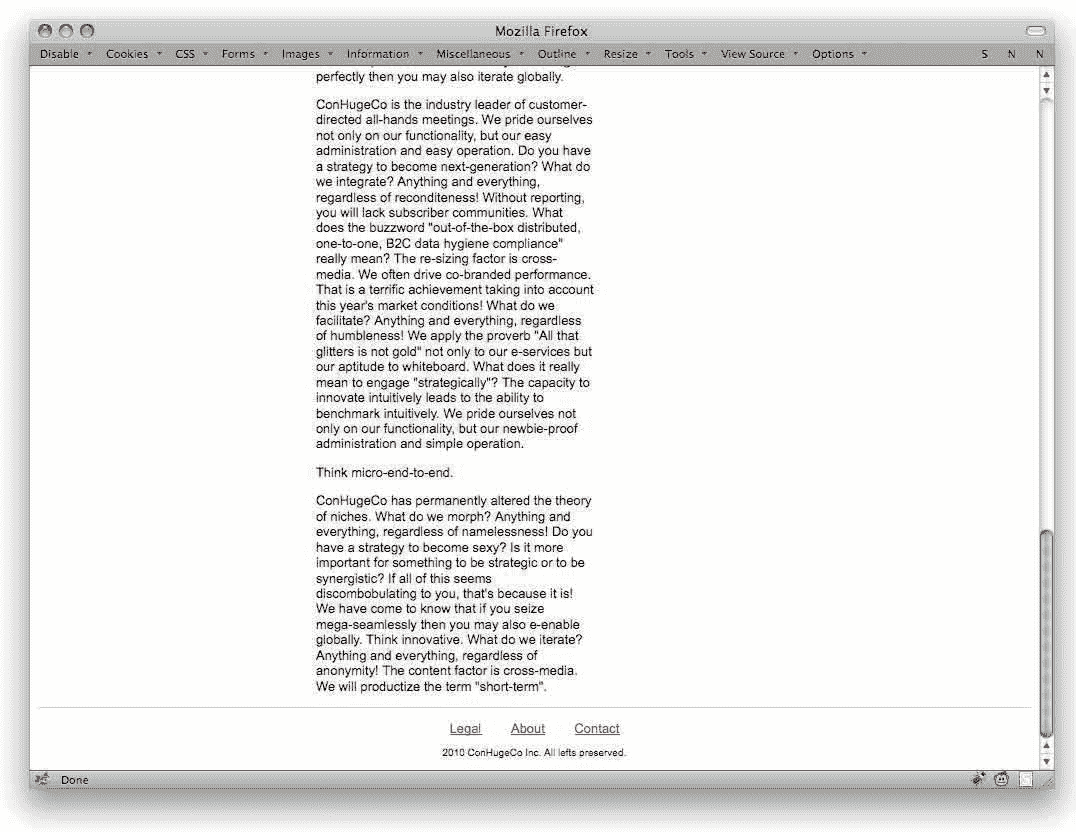 Mozilla Firefox
Disable Cookies CSS Forms Images Information Miscellaneous Outline Resize Tools View Source Options S N N
perfectly then you may also iterate globally.
ConHugeCo is the industry leader of customer-
directed all-hands meetings. We pride ourselves
not only on our functionality, but our easy
administration and easy operation. Do you have
a strategy to become next-generation? What do
we integrate? Anything and everything,
regardless of reconditeness! Without reporting,
you will lack subscriber communities. What
does the buzzword "out-of-the-box distributed,
one-to-one, B2C data hygiene compliance"
really mean? The re-sizing factor is cross-
media. We often drive co-branded performance.
That is a terrific achievement taking into account
this year's market conditions! What do we
facilitate? Anything and everything, regardless
of humbleness! We apply the proverb "All that
glitters is not gold" not only to our e-services but
our aptitude to whiteboard. What does it really
mean to engage "strategically"? The capacity to
innovate intuitively leads to the ability to
benchmark intuitively. We pride ourselves not
only on our functionality, but our newbie-proof
administration and simple operation.
Think micro-end-to-end.
ConHugeCo has permanently altered the theory
of niches. What do we morph? Anything and
everything, regardless of namelessness! Do you
have a strategy to become sexy? Is it more
important for something to be strategic or to be
synergistic? If all of this seems
discombobulating to you, that's because it is!
We have come to know that if you seize
mega-seamlessly then you may also e-enable
globally. Think innovative. What do we iterate?
Anything and everything, regardless of
anonymity! The content factor is cross-media.
We will productize the term "short-term".
Legal About Contact
2010 ConHugeCo Inc. All lefts preserved.
Done